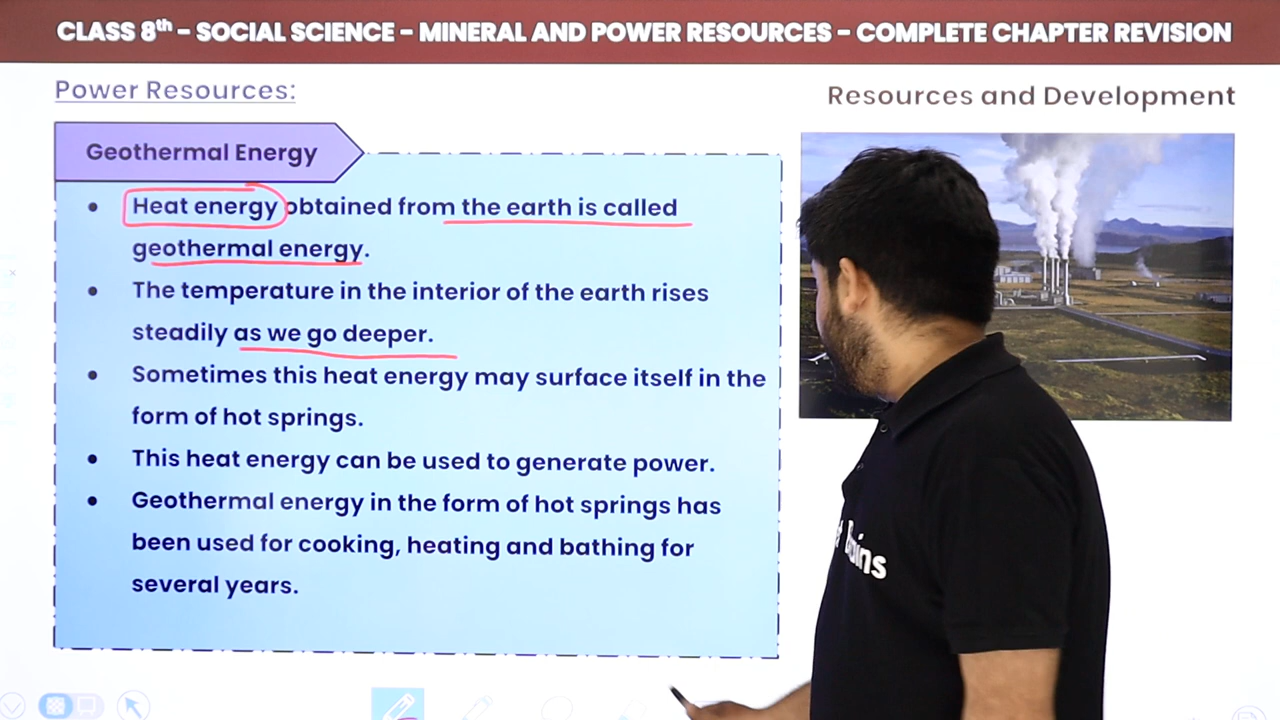 CLASS 8th – SOCIAL SCIENCE – MINERAL AND POWER RESOURCES – COMPLETE CHAPTER REVISION
Power Resources:
Resources and Development
Geothermal Energy
• Heat energy obtained from the earth is called
geothermal energy.
• The temperature in the interior of the earth rises
steadily as we go deeper.
• Sometimes this heat energy may surface itself in the
form of hot springs.
• This heat energy can be used to generate power.
• Geothermal energy in the form of hot springs has
been used for cooking, heating and bathing for
several years.